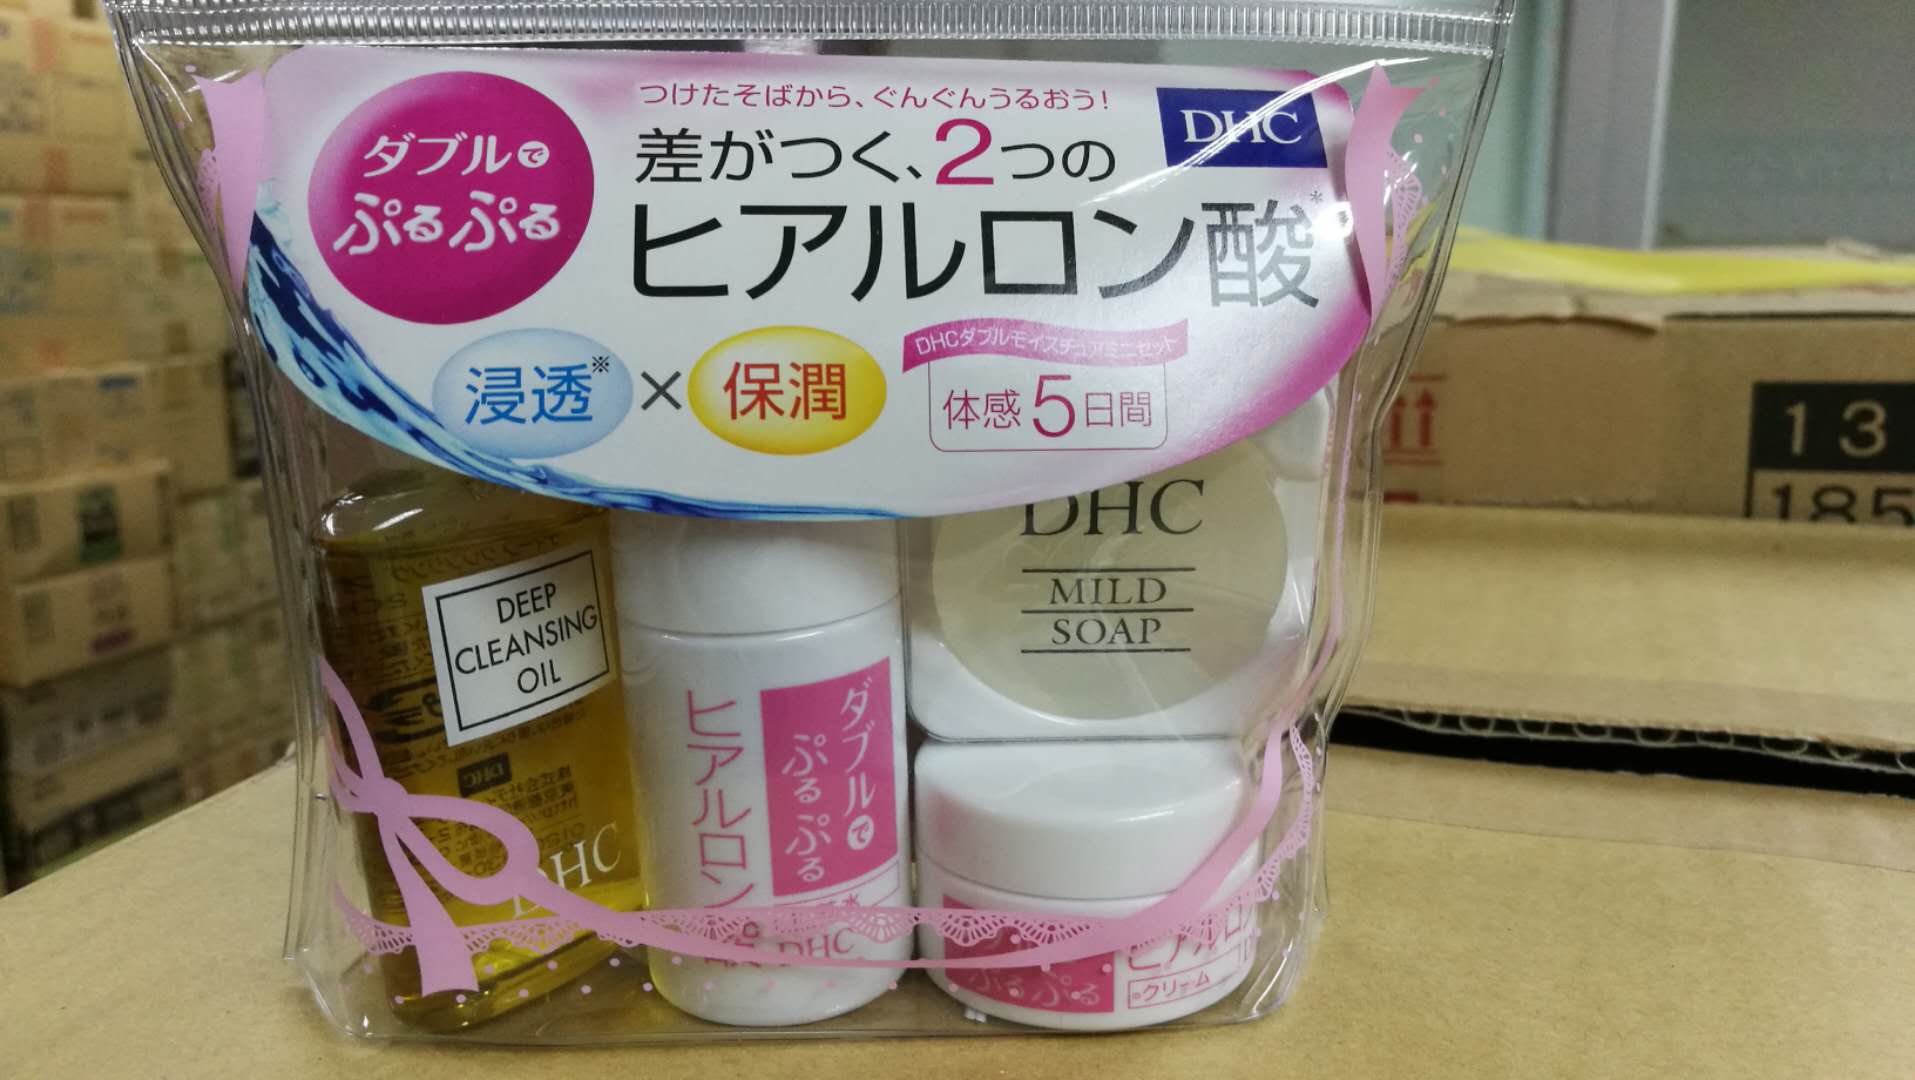 つけたそばから、ぐんぐんうるおう!
DHC
ダブルで
ぷるぷる
差がつく、2つの
ヒアルロン酸*
浸透※×保潤
DHCダブルモイスチュアミニセット
体感5日間
DHC
MILD
SOAP
DEEP
CLEANSING
OIL
DHC
DHC
ダブルで
ぷるぷる
ヒアルロン
DHC
ぷるぷる
ヒアルロ
クリーム
13
185